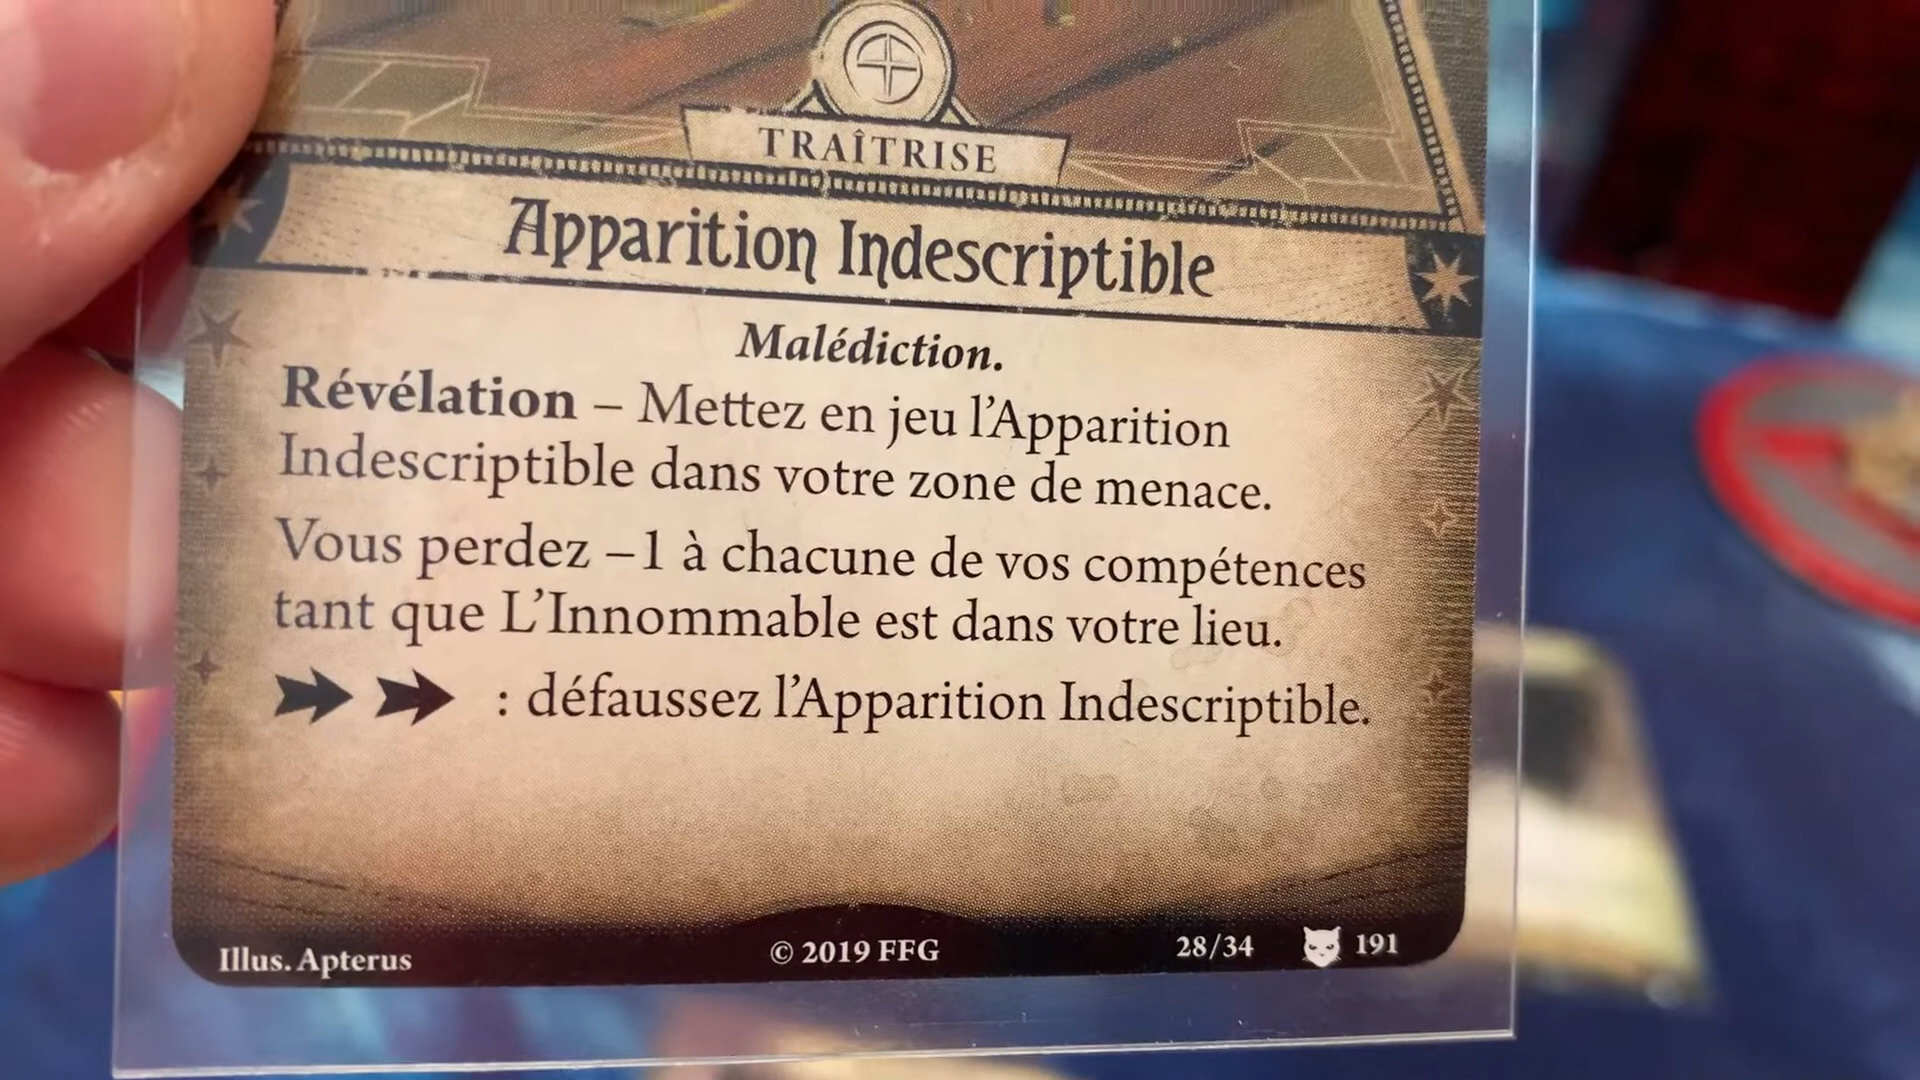 TRAÎTRISE
Apparition Indescriptible
Malédiction.
Révélation – Mettez en jeu l’Apparition
Indescriptible dans votre zone de menace.
Vous perdez –1 à chacune de vos compétences
tant que L’Innommable est dans votre lieu.
: défaussez l’Apparition Indescriptible.
Illus. Apterus
© 2019 FFG
28/34
191